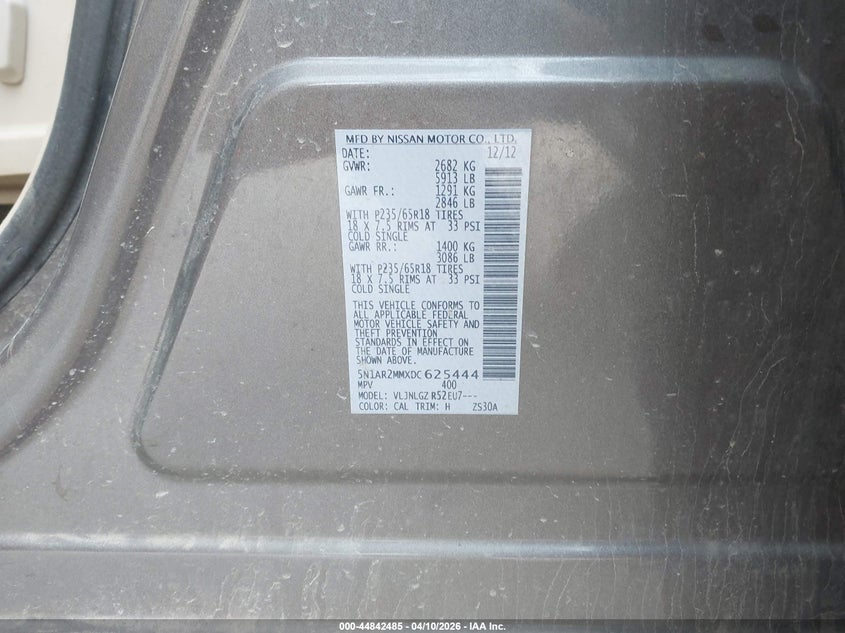 MFD BY NISSAN MOTOR CO., LTD.
DATE: 12/12
GVWR: 2682 KG
5913 LB
GAWR FR.: 1291 KG
2846 LB
WITH P235/65R18 TIRES
18 X 7.5 RIMS AT 33 PSI
COLD SINGLE
GAWR RR.: 1400 KG
3086 LB
WITH P235/65R18 TIRES
18 X 7.5 RIMS AT 33 PSI
COLD SINGLE
THIS VEHICLE CONFORMS TO
ALL APPLICABLE FEDERAL
MOTOR VEHICLE SAFETY AND
THEFT PREVENTION
STANDARDS IN EFFECT ON
THE DATE OF MANUFACTURE
SHOWN ABOVE.
5N1AR2MMXDC625444
MPV 400
MODEL: VLJNLGZ R52EU7---
COLOR: CAL TRIM: H ZS30A
000-44842485 - 04/10/2026 - IAA Inc.